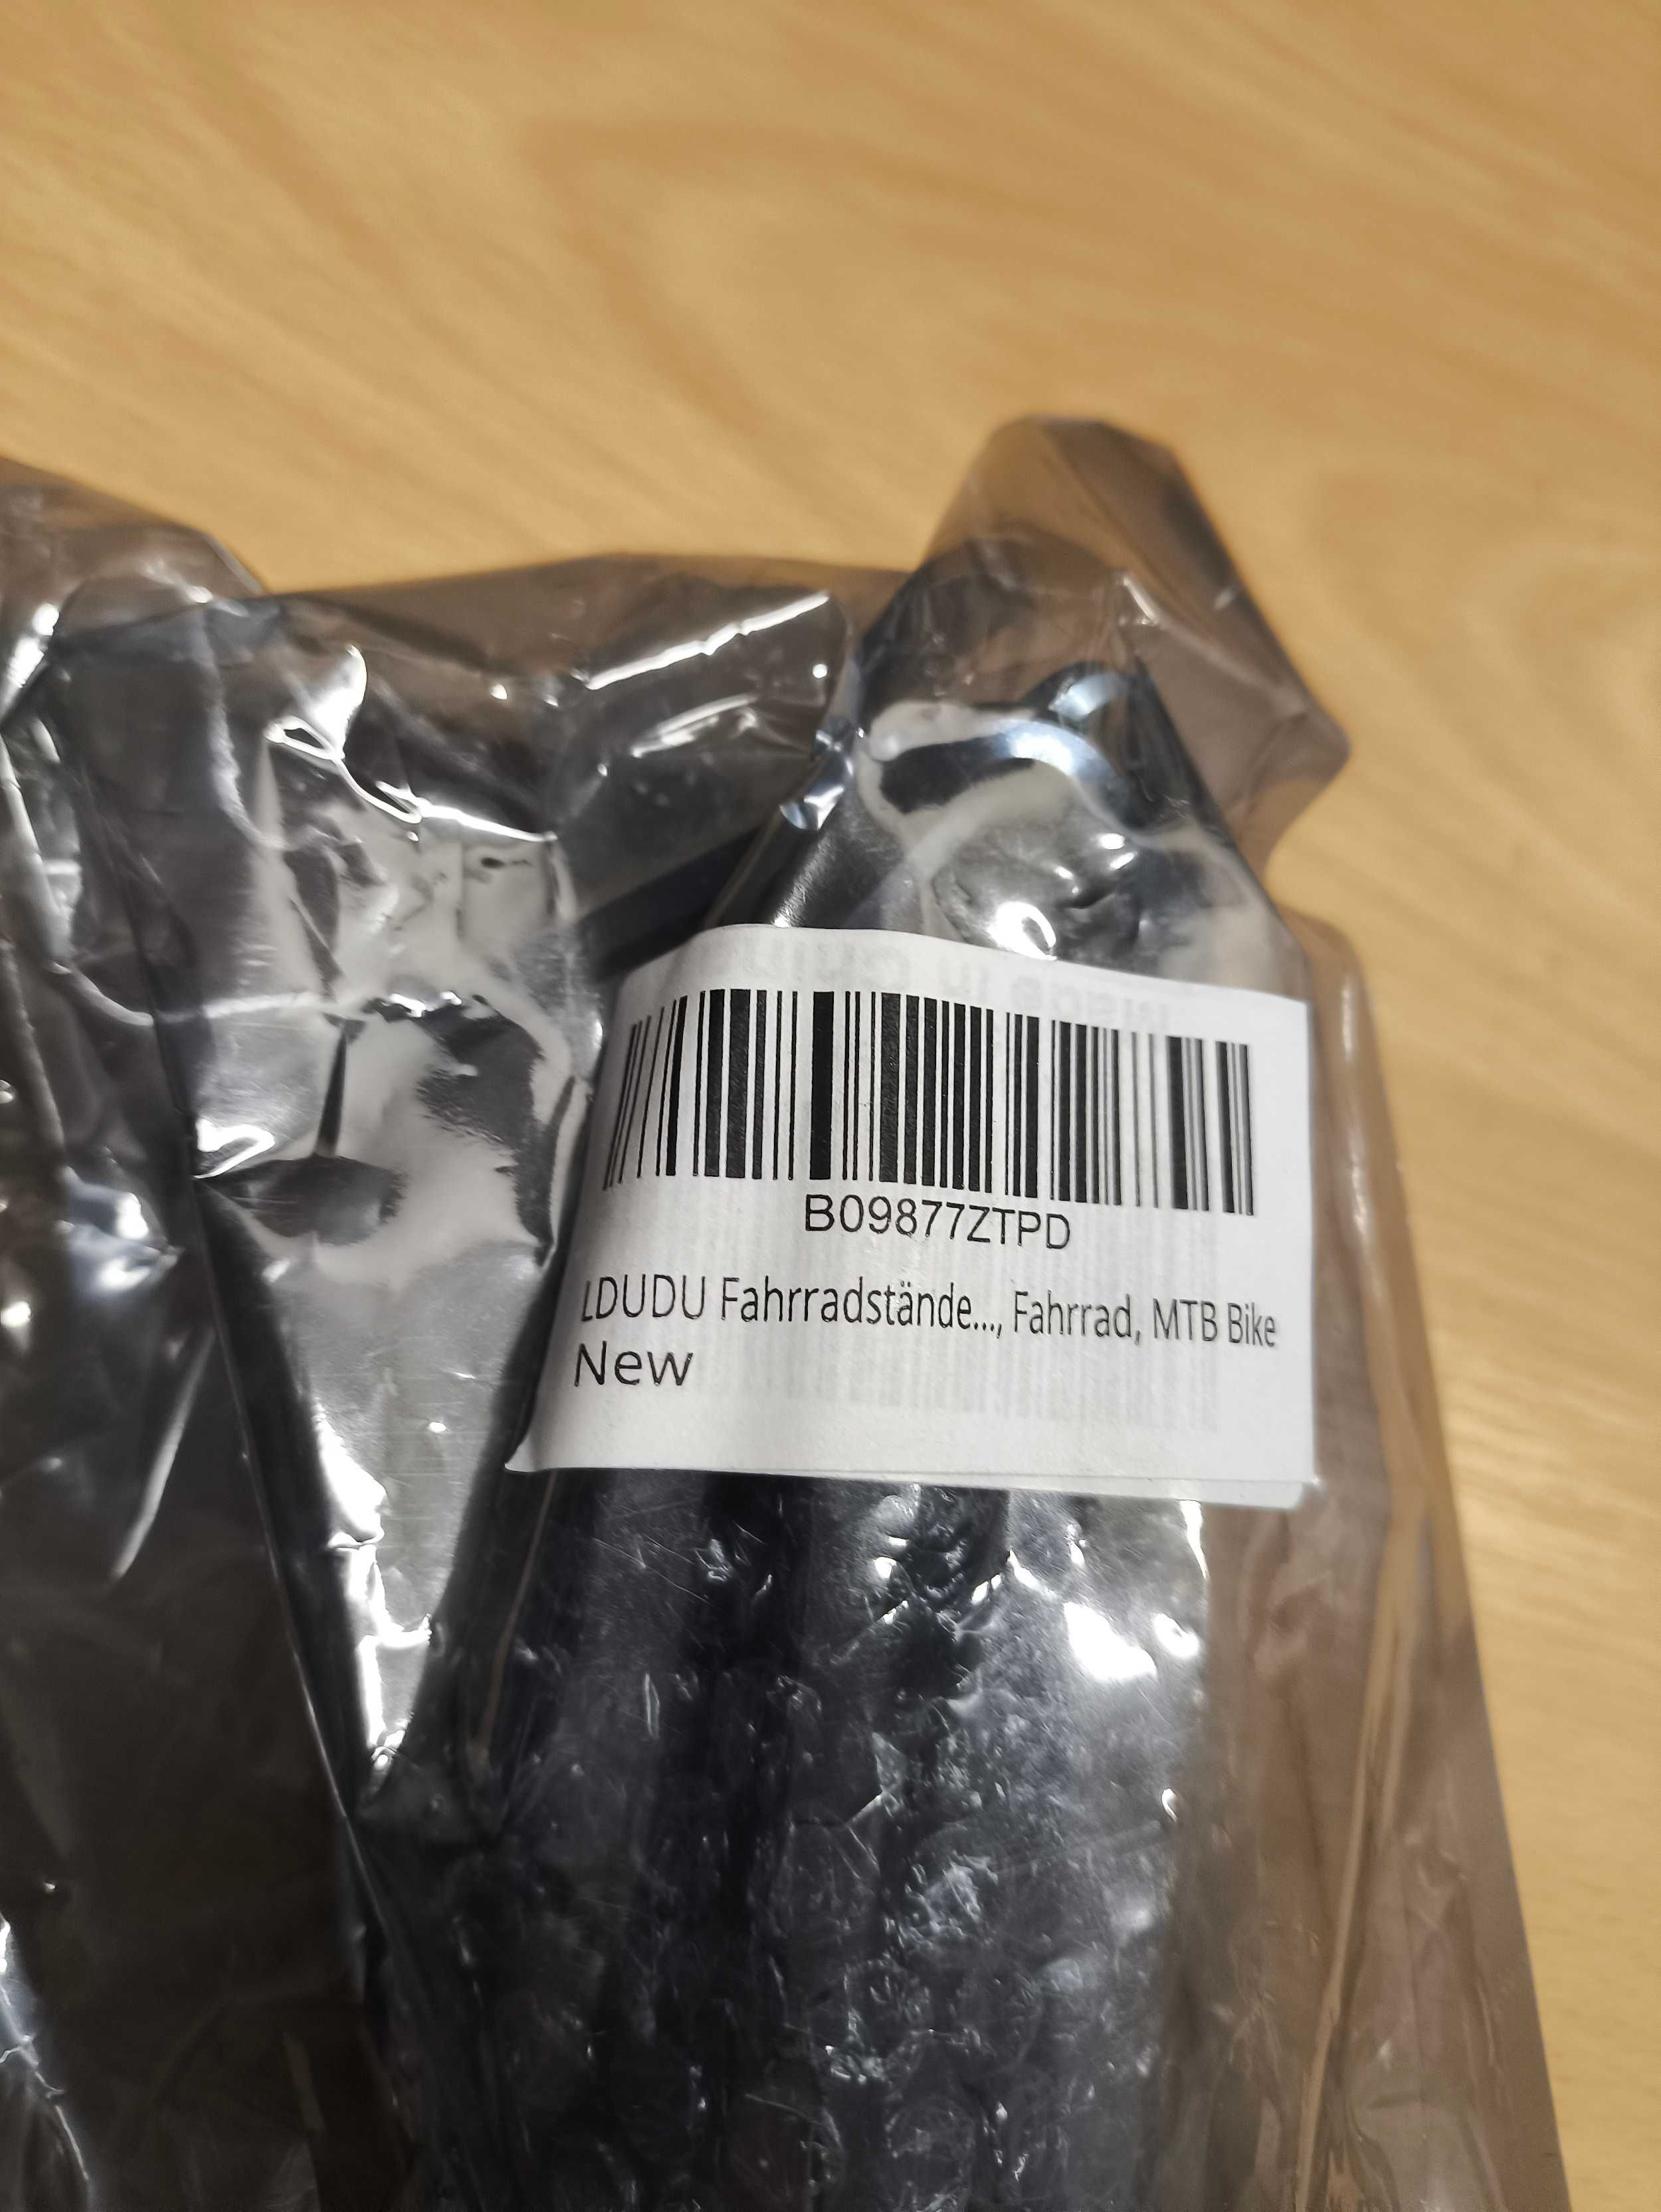 B09877ZTPD
LDUDU Fahrradstände..., Fahrrad, MTB Bike
New